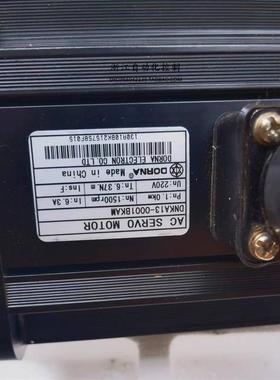 AC SERVO MOTOR
DNKA13-0001BKAM
Pn:1.0kw Nn:1500rpm In:6.3A
Un:220V Tn:6.37N.m Ins:F
DORNA® Made in China
DORNA ELECTRON CO LTD